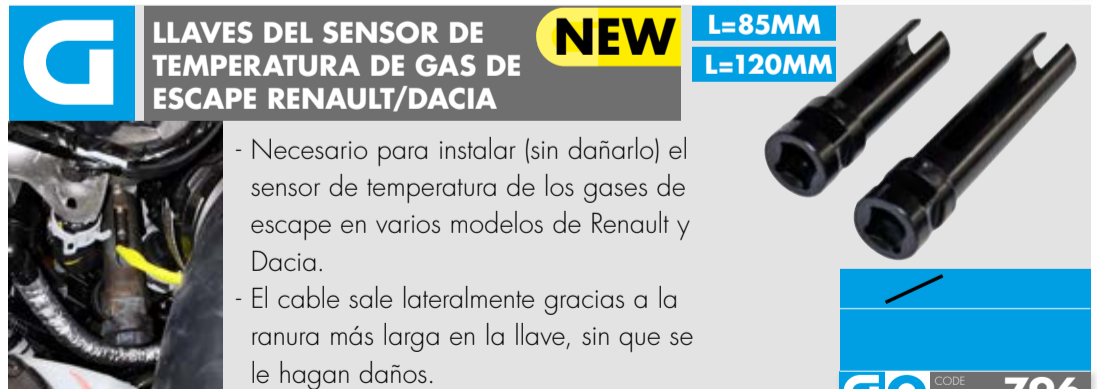 G
LLAVES DEL SENSOR DE
TEMPERATURA DE GAS DE
ESCAPE RENAULT/DACIA
NEW
L=85MM
L=120MM
- Necesario para instalar (sin dañarlo) el
sensor de temperatura de los gases de
escape en varios modelos de Renault y
Dacia.
- El cable sale lateralmente gracias a la
ranura más larga en la llave, sin que se
le hagan daños.
CODE